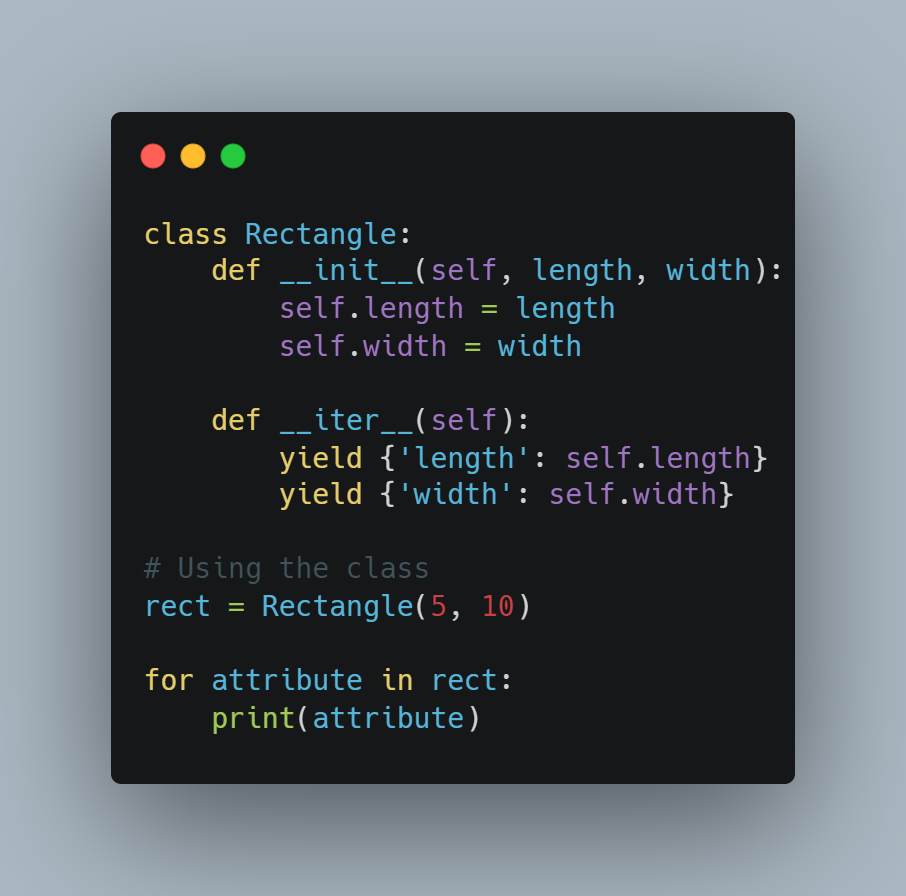 class Rectangle:
    def __init__(self, length, width):
        self.length = length
        self.width = width

    def __iter__(self):
        yield {'length': self.length}
        yield {'width': self.width}

# Using the class
rect = Rectangle(5, 10)

for attribute in rect:
    print(attribute)